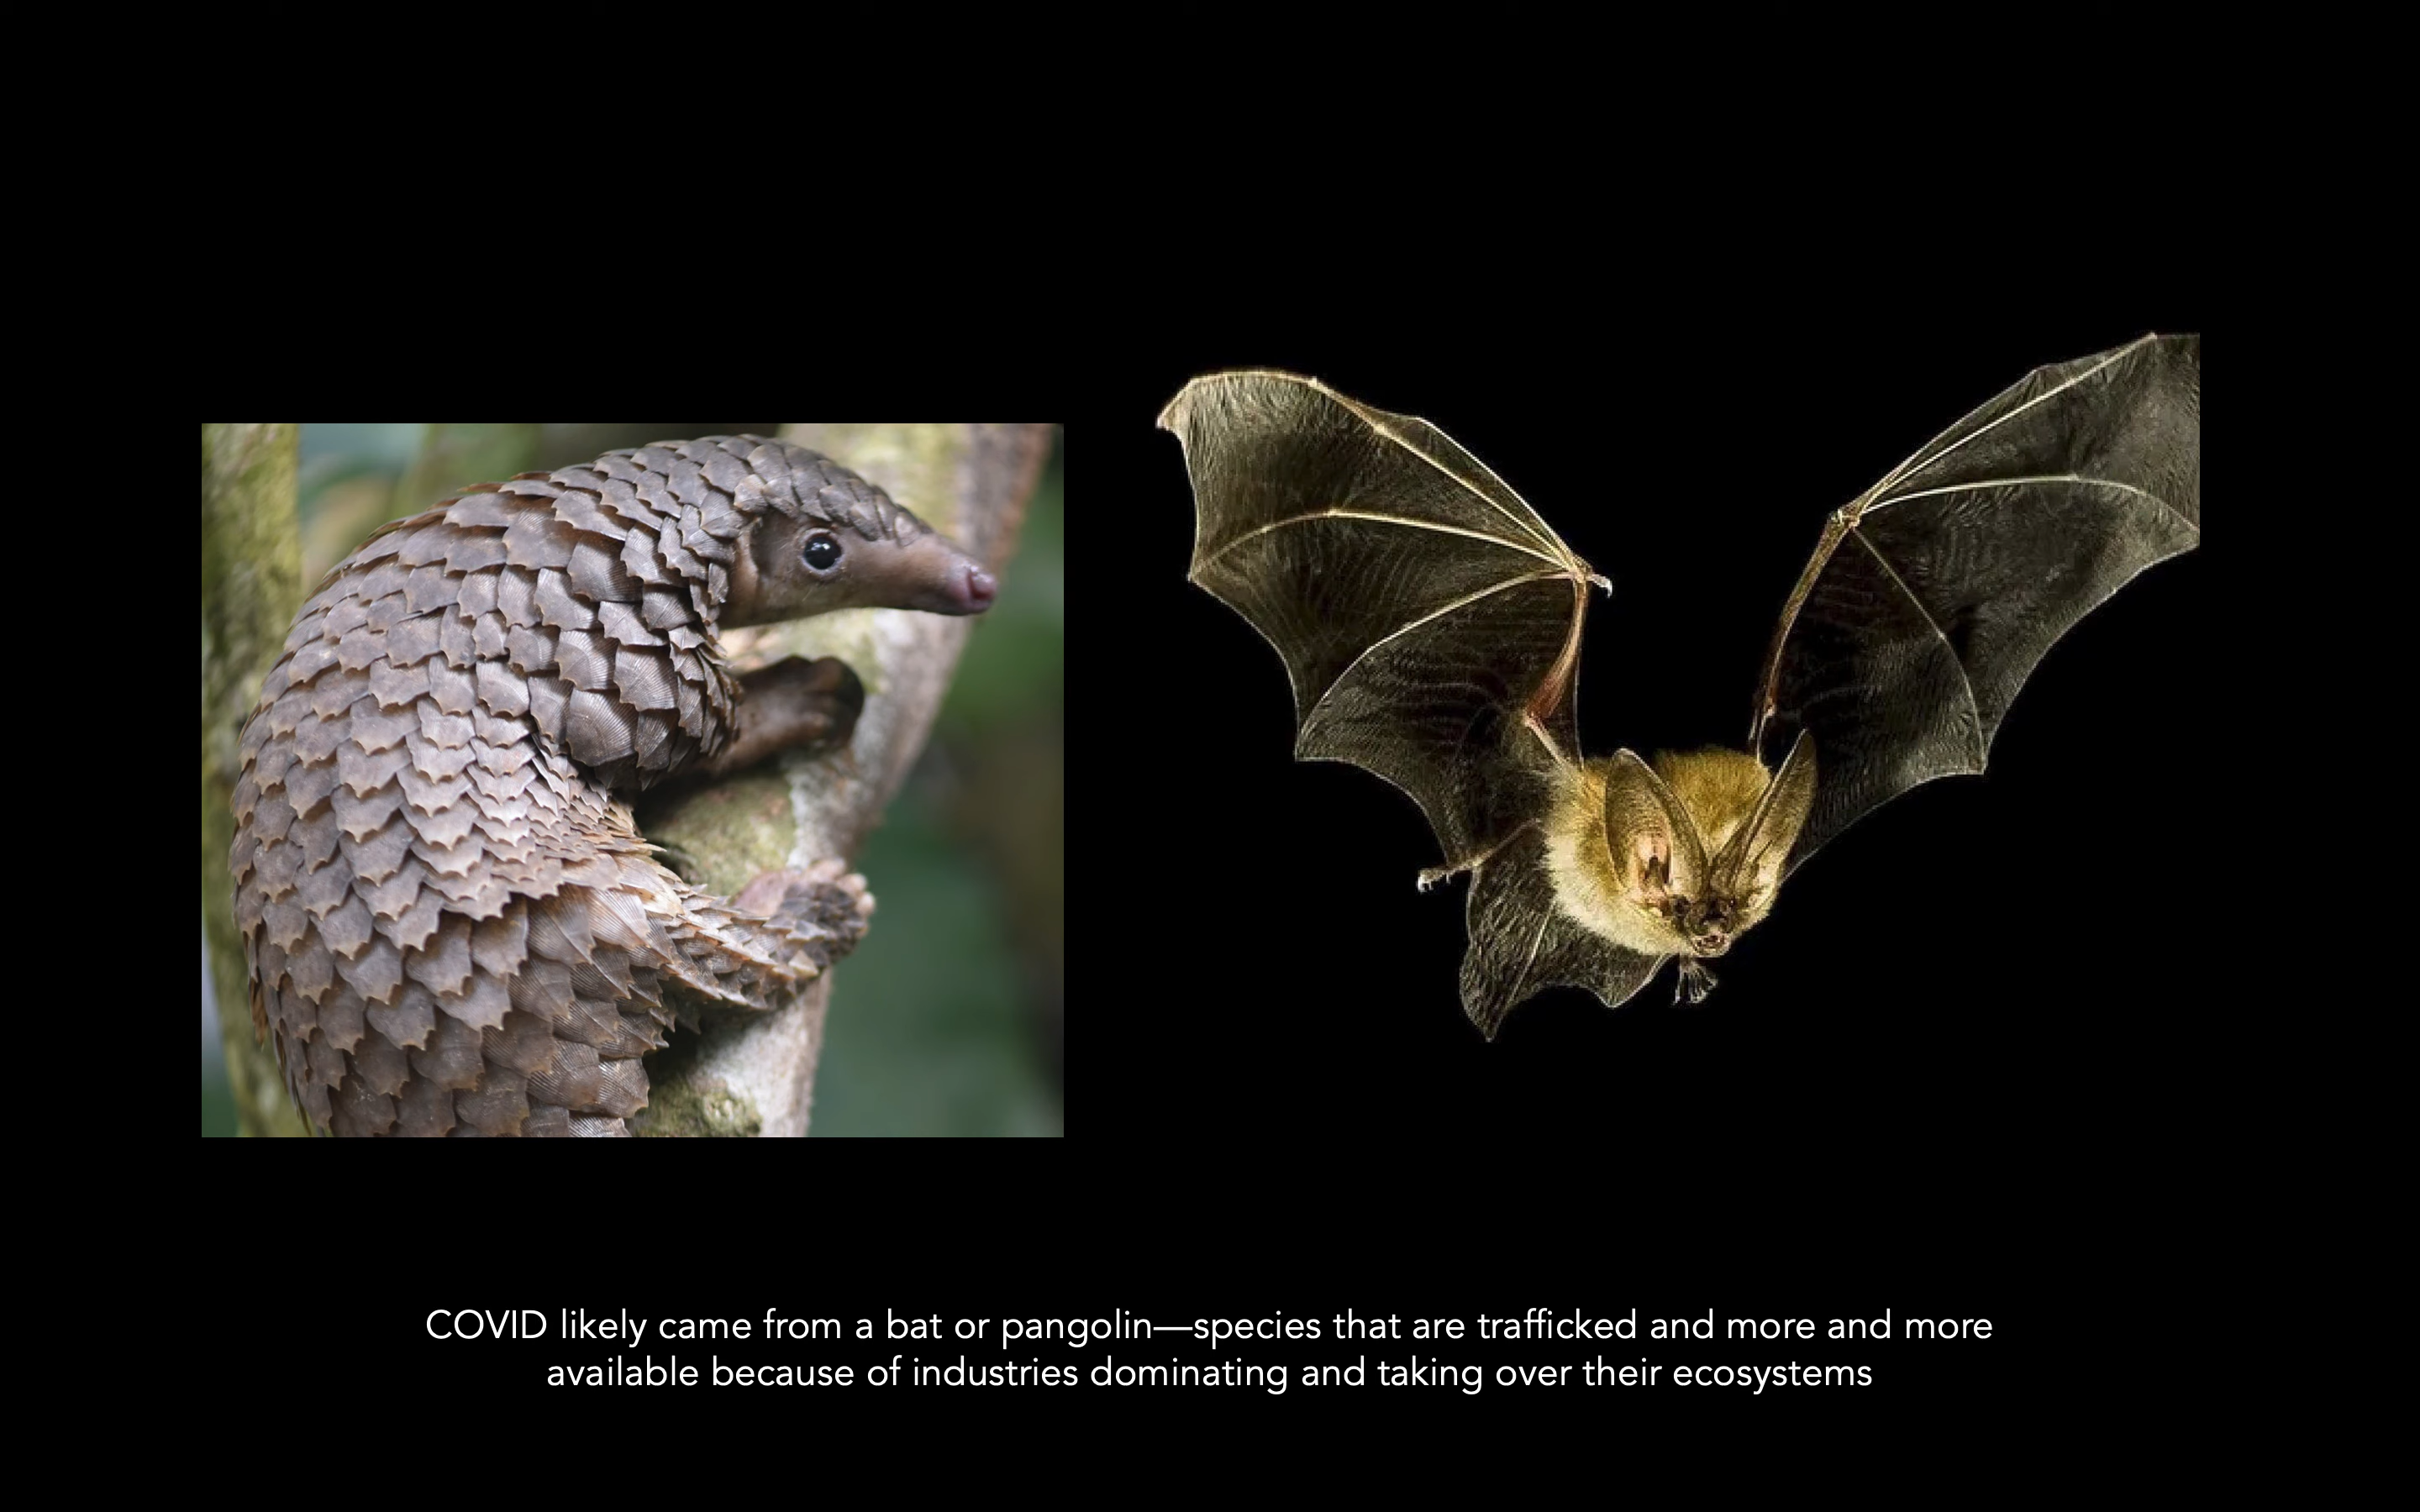 COVID likely came from a bat or pangolin—species that are trafficked and more and more
available because of industries dominating and taking over their ecosystems